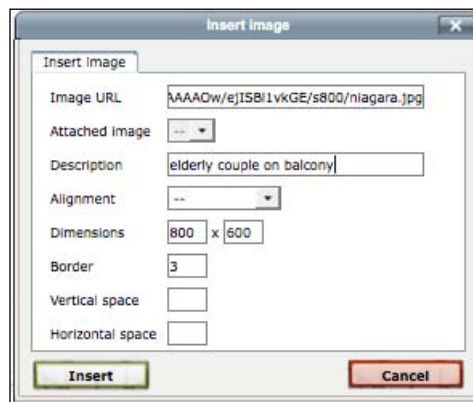 Insert image
Insert image
Image URL AAAAOw/ejISBl1vkGE/s800/niagara.jpg
Attached image --
Description elderly couple on balcony
Alignment --
Dimensions 800 x 600
Border 3
Vertical space
Horizontal space
Insert Cancel